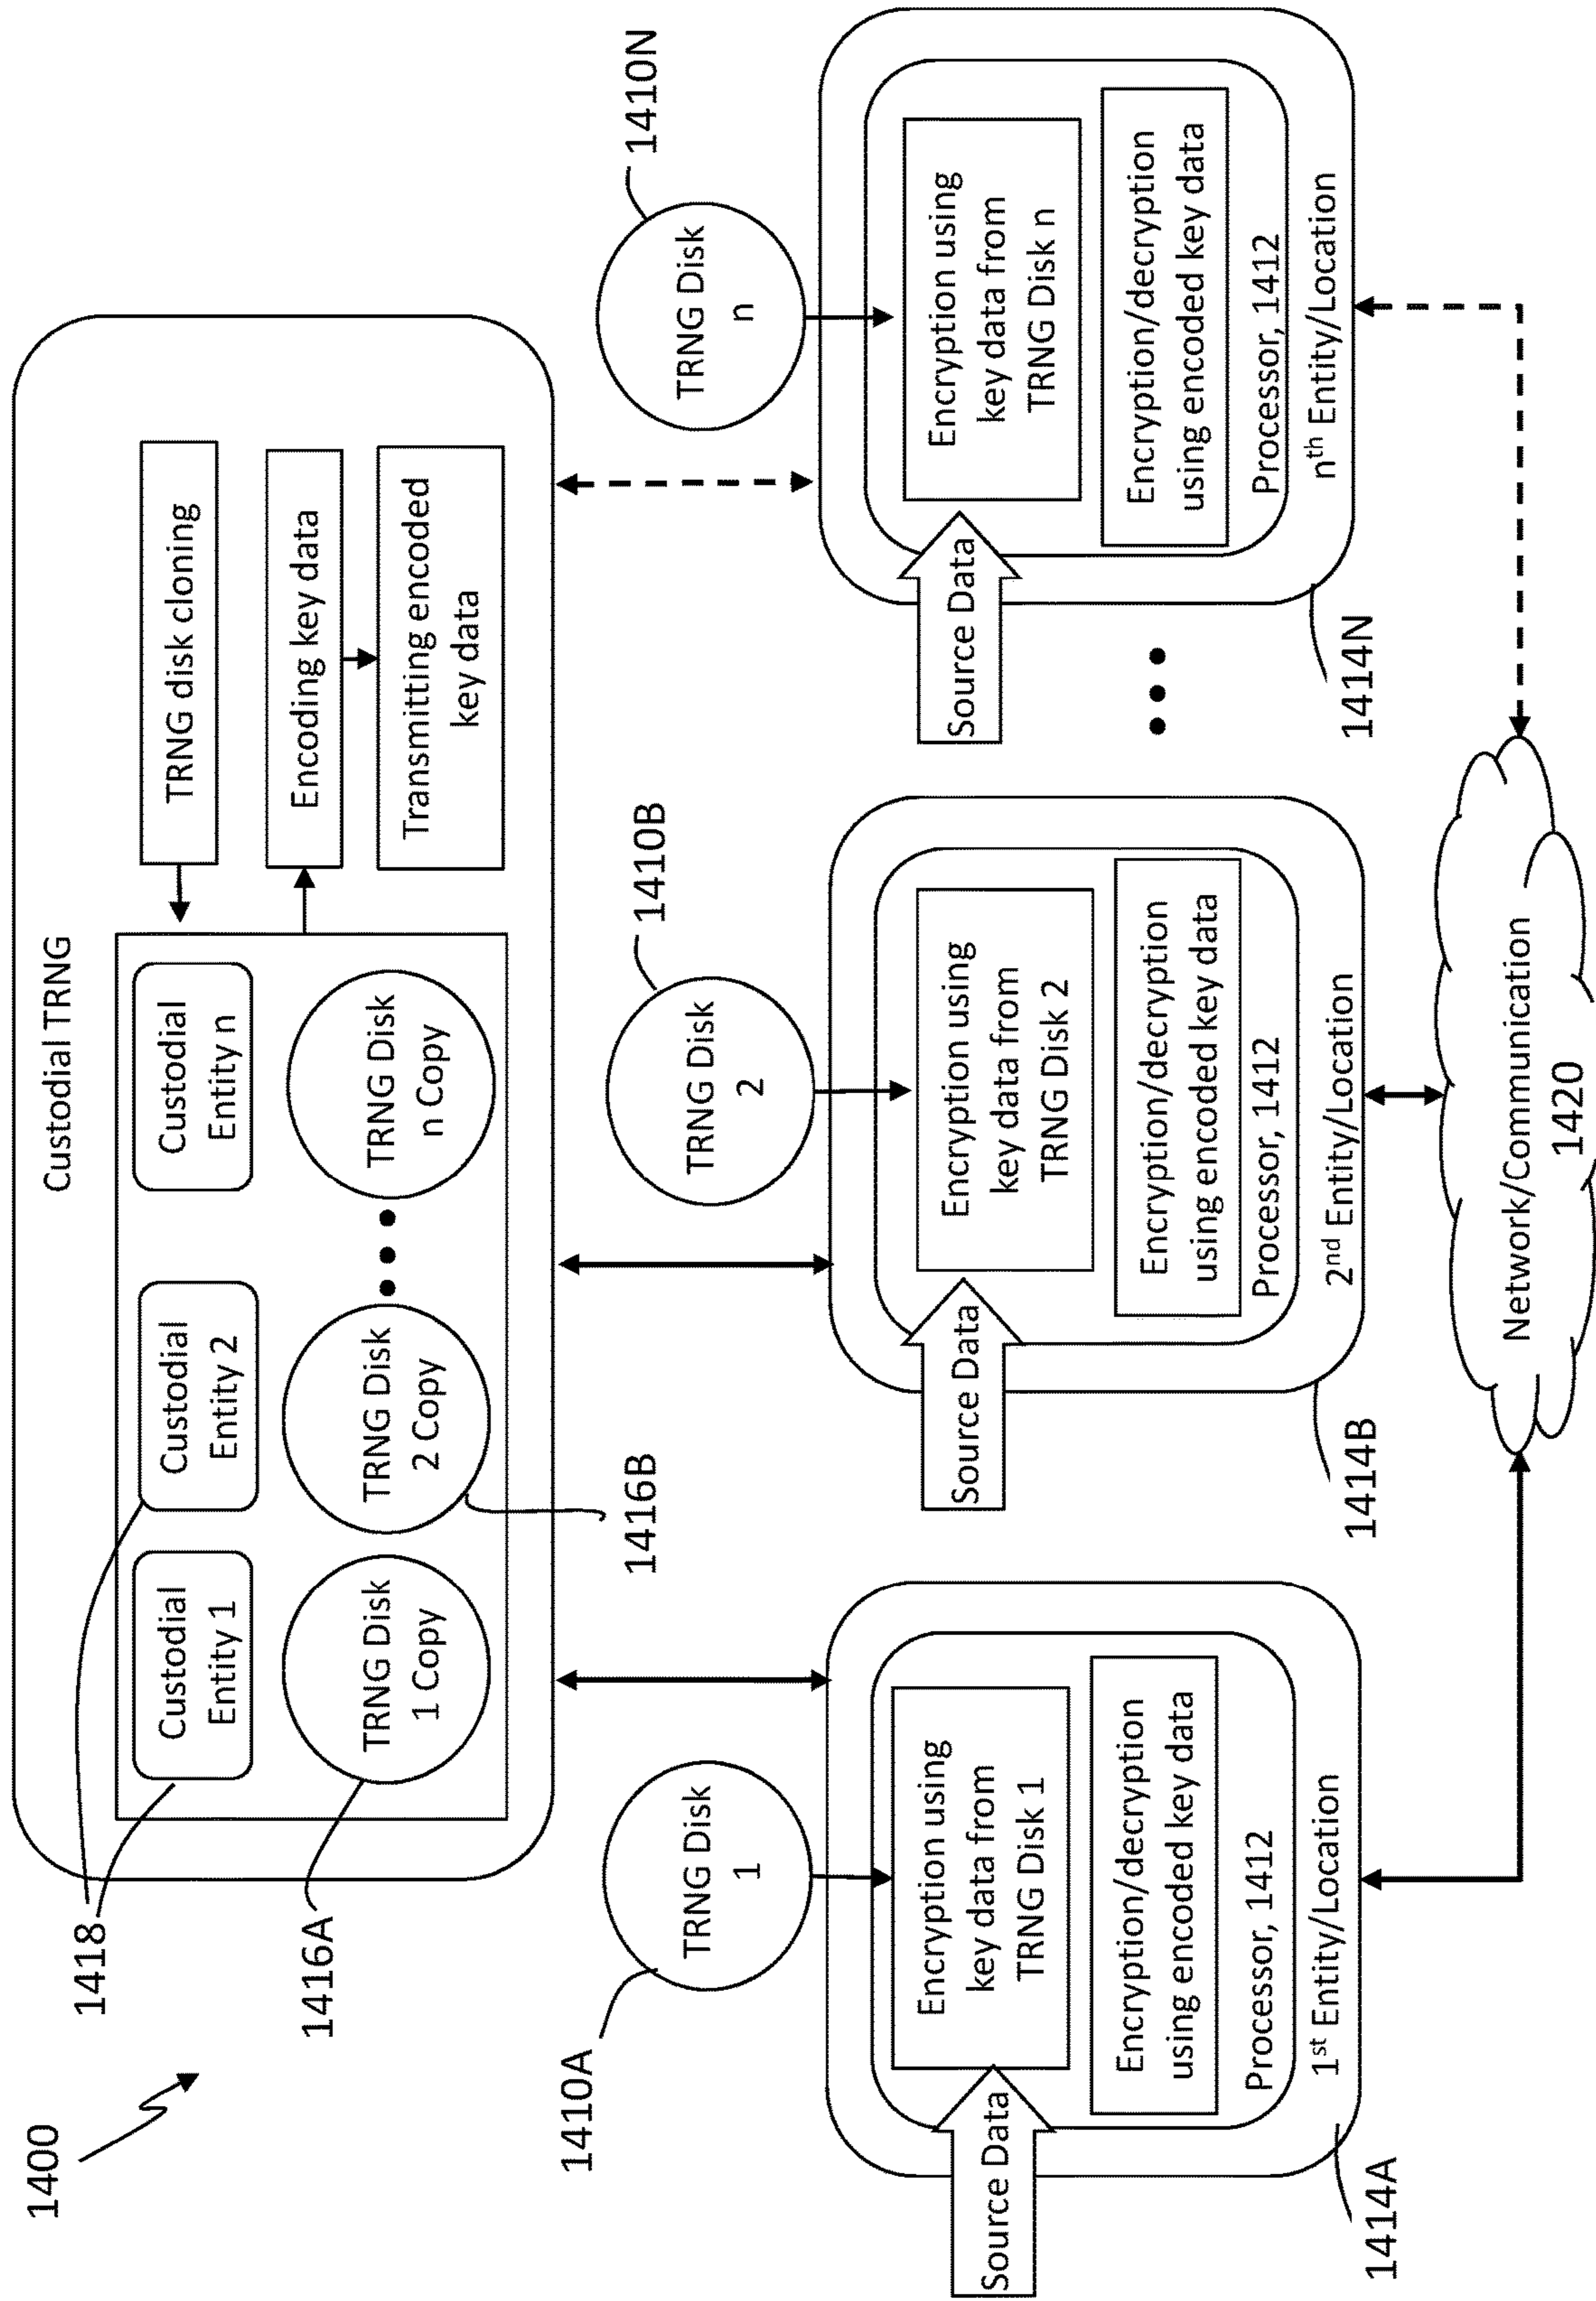 1400
Custodial TRNG
1418
Custodial
Entity 1
Custodial
Entity 2
Custodial
Entity n
TRNG disk cloning
1416A
TRNG Disk
1 Copy
TRNG Disk
2 Copy
TRNG Disk
n Copy
Encoding key data
Transmitting encoded
key data
1416B
1410A
TRNG Disk
1
1410B
TRNG Disk
2
1410N
TRNG Disk
n
Source Data
Encryption using
key data from
TRNG Disk 1
Encryption/decryption
using encoded key data
Processor, 1412
1st Entity/Location
1414A
Source Data
Encryption using
key data from
TRNG Disk 2
Encryption/decryption
using encoded key data
Processor, 1412
2nd Entity/Location
1414B
Source Data
Encryption using
key data from
TRNG Disk n
Encryption/decryption
using encoded key data
Processor, 1412
nth Entity/Location
1414N
Network/Communication
1420